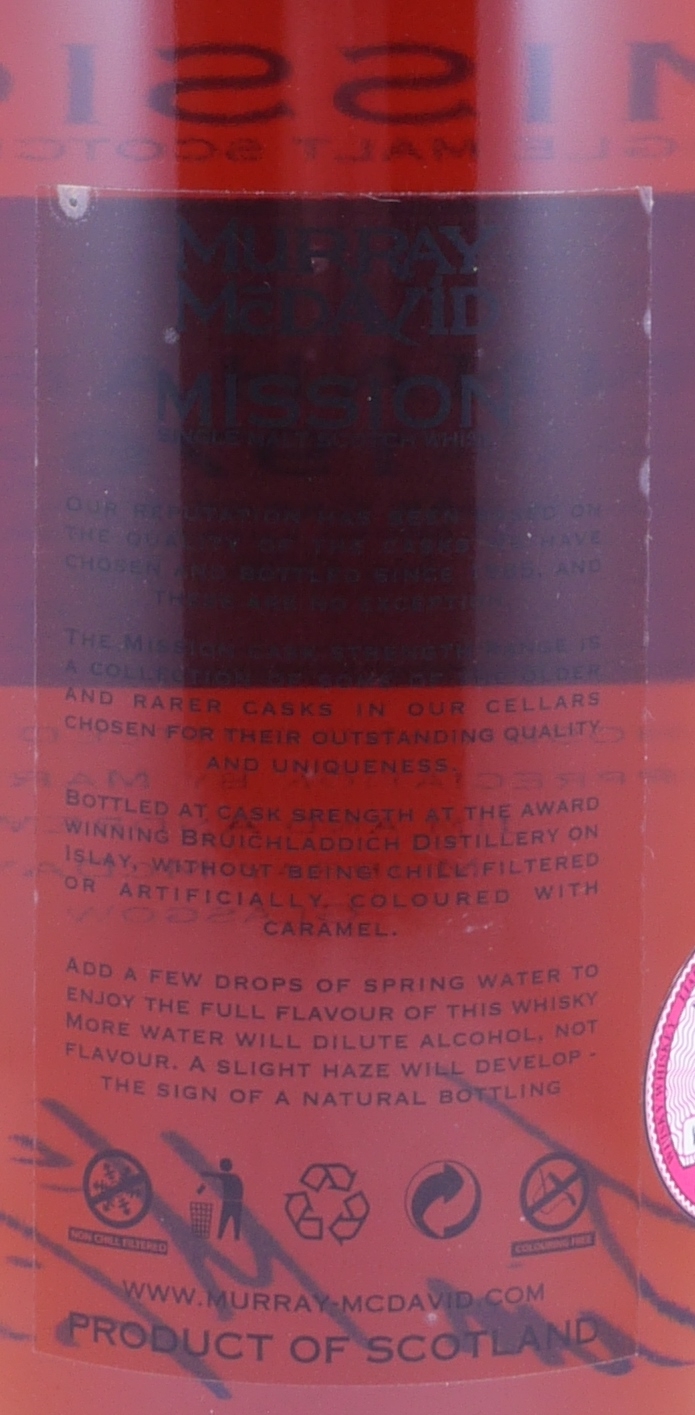 MURRAY
MCDAVID
MISSION
SINGLE MALT SCOTCH WHISKY
OUR REPUTATION HAS BEEN BASED ON
THE QUALITY OF THE CASKS WE HAVE
CHOSEN AND BOTTLED SINCE 1995, AND
THESE ARE NO EXCEPTION.
THE MISSION CASK STRENGTH RANGE IS
A COLLECTION OF SOME OF THE OLDER
AND RARER CASKS IN OUR CELLARS
CHOSEN FOR THEIR OUTSTANDING QUALITY
AND UNIQUENESS.
BOTTLED AT CASK SRENGTH AT THE AWARD
WINNING BRUICHLADDICH DISTILLERY ON
ISLAY, WITHOUT BEING CHILL FILTERED
OR ARTIFICIALLY COLOURED WITH
CARAMEL.
ADD A FEW DROPS OF SPRING WATER TO
ENJOY THE FULL FLAVOUR OF THIS WHISKY
MORE WATER WILL DILUTE ALCOHOL, NOT
FLAVOUR. A SLIGHT HAZE WILL DEVELOP -
THE SIGN OF A NATURAL BOTTLING
NON CHILL FILTERED
COLOURING FREE
WWW.MURRAY-MCDAVID.COM
PRODUCT OF SCOTLAND